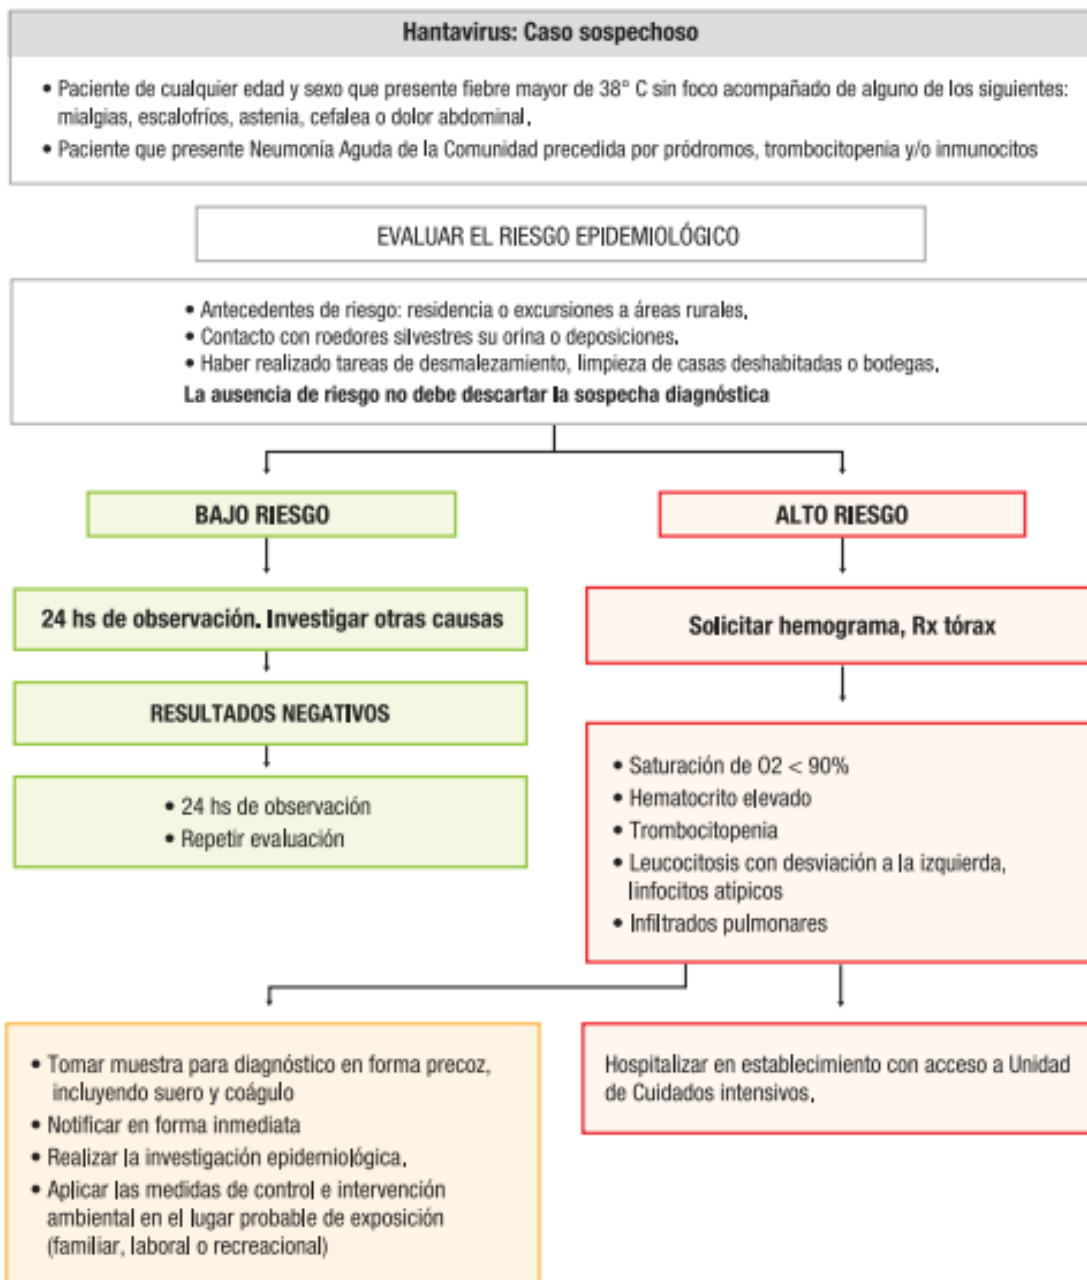 Hantavirus: Caso sospechoso
• Paciente de cualquier edad y sexo que presente fiebre mayor de 38° C sin foco acompañado de alguno de los siguientes:
mialgias, escalofríos, astenia, cefalea o dolor abdominal.
• Paciente que presente Neumonía Aguda de la Comunidad precedida por pródromos, trombocitopenia y/o inmunocitos
EVALUAR EL RIESGO EPIDEMIOLÓGICO
• Antecedentes de riesgo: residencia o excursiones a áreas rurales.
• Contacto con roedores silvestres su orina o deposiciones.
• Haber realizado tareas de desmalezamiento, limpieza de casas deshabitadas o bodegas.
La ausencia de riesgo no debe descartar la sospecha diagnóstica
BAJO RIESGO
24 hs de observación. Investigar otras causas
RESULTADOS NEGATIVOS
• 24 hs de observación
• Repetir evaluación
ALTO RIESGO
Solicitar hemograma, Rx tórax
• Saturación de O2 < 90%
• Hematocrito elevado
• Trombocitopenia
• Leucocitosis con desviación a la izquierda,
linfocitos atípicos
• Infiltrados pulmonares
• Tomar muestra para diagnóstico en forma precoz,
incluyendo suero y coágulo
• Notificar en forma inmediata
• Realizar la investigación epidemiológica.
• Aplicar las medidas de control e intervención
ambiental en el lugar probable de exposición
(familiar, laboral o recreacional)
Hospitalizar en establecimiento con acceso a Unidad
de Cuidados intensivos.